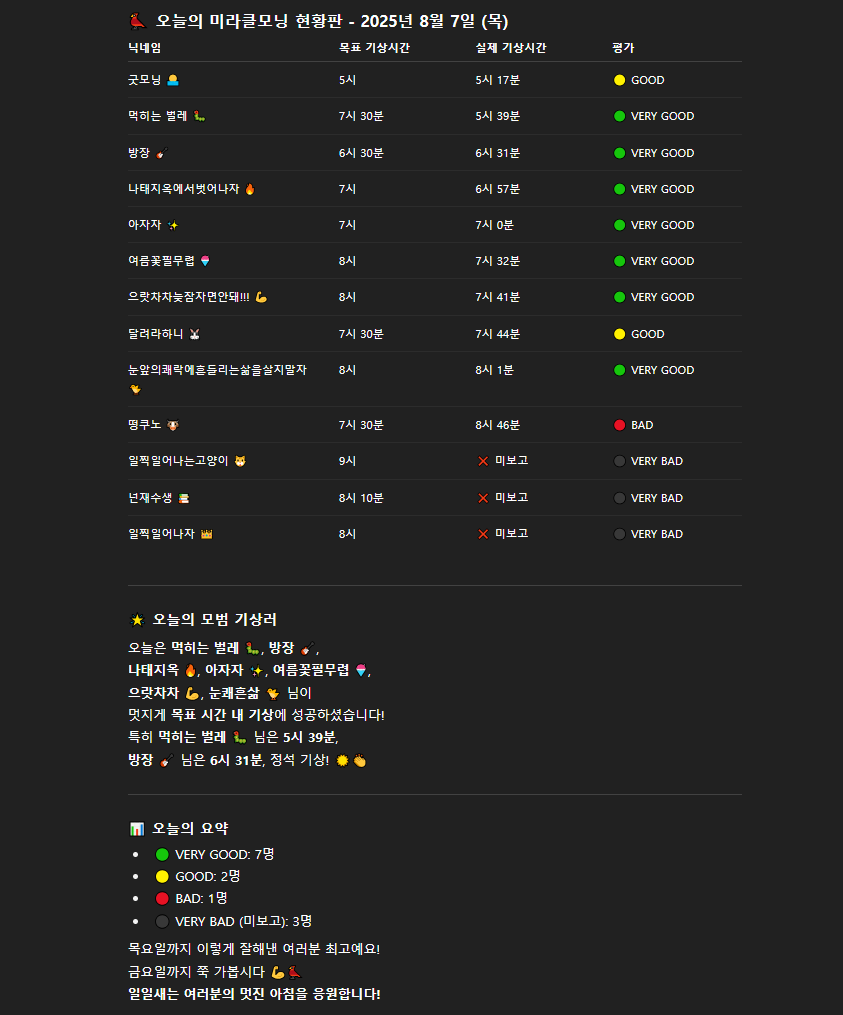 🐦 오늘의 미라클모닝 현황판 - 2025년 8월 7일 (목)
닉네임 목표 기상시간 실제 기상시간 평가
굿모닝 5시 5시 17분 🟡 GOOD
먹히는 벌레 🐛 7시 30분 5시 39분 🟢 VERY GOOD
방장 🎸 6시 30분 6시 31분 🟢 VERY GOOD
나태지옥에서벗어나자 🔥 7시 6시 57분 🟢 VERY GOOD
아자자 ✨ 7시 7시 0분 🟢 VERY GOOD
여름꽃필무렵 🍧 8시 7시 32분 🟢 VERY GOOD
으랏차차늦잠자면안돼!!! 💪 8시 7시 41분 🟢 VERY GOOD
달려라하니 🐰 7시 30분 7시 44분 🟡 GOOD
눈앞의쾌락에흔들리는삶을살지말자 8시 8시 1분 🟢 VERY GOOD
🐤
떵쿠노 🐮 7시 30분 8시 46분 🔴 BAD
일찍일어나는고양이 🐱 9시 ❌ 미보고 ⚫ VERY BAD
넌재수생 📚 8시 10분 ❌ 미보고 ⚫ VERY BAD
일찍일어나자 👑 8시 ❌ 미보고 ⚫ VERY BAD
🌟 오늘의 모범 기상러
오늘은 먹히는 벌레 🐛, 방장 🎸,
나태지옥 🔥, 아자자 ✨, 여름꽃필무렵 🍧,
으랏차차 💪, 눈쾌흔삶 🐤 님이
멋지게 목표 시간 내 기상에 성공하셨습니다!
특히 먹히는 벌레 🐛 님은 5시 39분,
방장 🎸 님은 6시 31분, 정석 기상! 🌞👏
📊 오늘의 요약
• 🟢 VERY GOOD: 7명
• 🟡 GOOD: 2명
• 🔴 BAD: 1명
• ⚫ VERY BAD (미보고): 3명
목요일까지 이렇게 잘해낸 여러분 최고예요!
금요일까지 쭉 가봅시다 💪🐦
일일새는 여러분의 멋진 아침을 응원합니다!